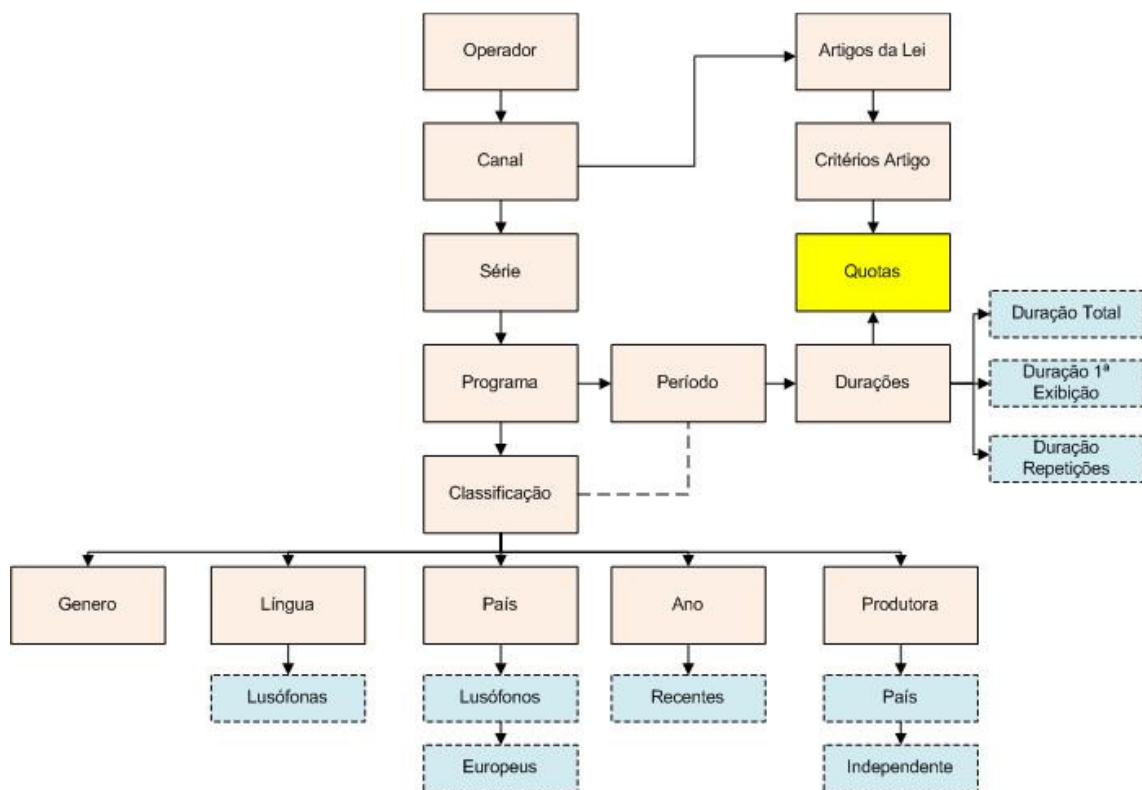 Operador
Artigos da Lei
Canal
Critérios Artigo
Série
Quotas
Duração Total
Programa
Período
Durações
Duração 1ª
Exibição
Duração
Repetições
Classificação
Genero
Língua
País
Ano
Produtora
Lusófonas
Lusófonos
Recentes
País
Europeus
Independente